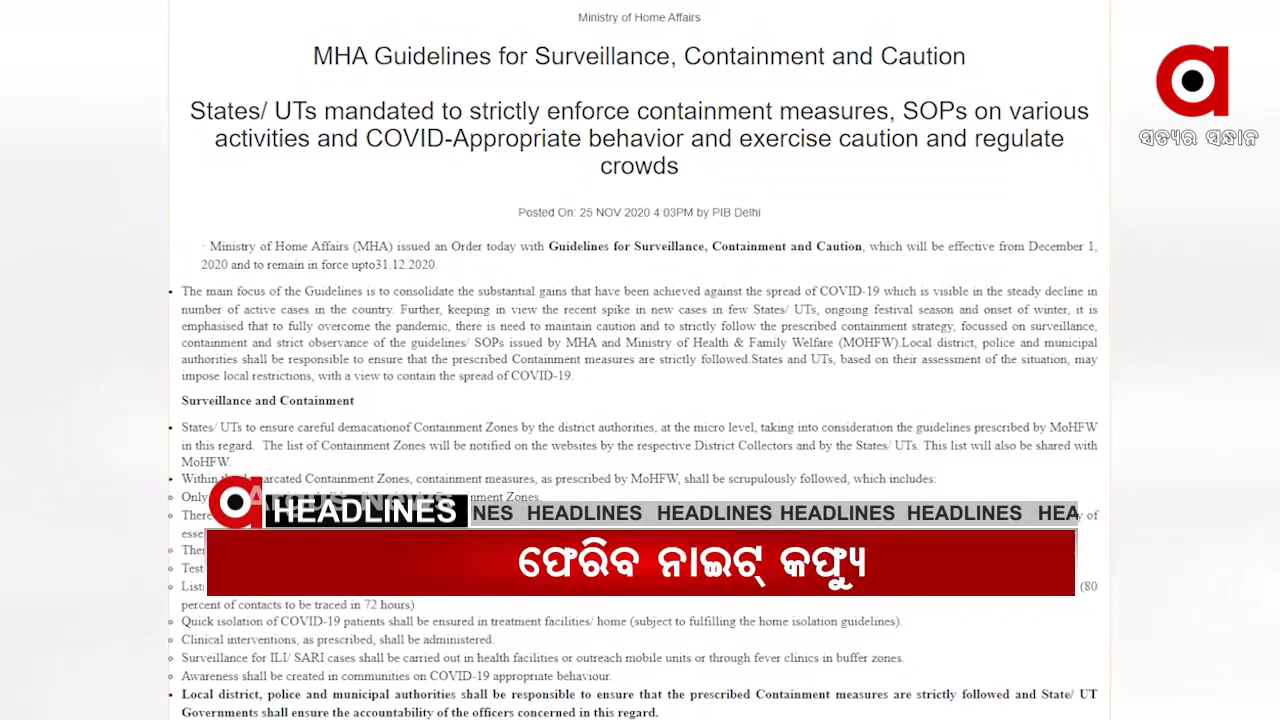 Ministry of Home Affairs
MHA Guidelines for Surveillance, Containment and Caution
States/ UTs mandated to strictly enforce containment measures, SOPs on various
activities and COVID-Appropriate behavior and exercise caution and regulate
crowds
ସତ୍ୟର ସନ୍ଧାନ
Posted On: 25 NOV 2020 4:03PM by PIB Delhi
· Ministry of Home Affairs (MHA) issued an Order today with Guidelines for Surveillance, Containment and Caution, which will be effective from December 1,
2020 and to remain in force upto31.12.2020.
• The main focus of the Guidelines is to consolidate the substantial gains that have been achieved against the spread of COVID-19 which is visible in the steady decline in
number of active cases in the country. Further, keeping in view the recent spike in new cases in few States/ UTs, ongoing festival season and onset of winter, it is
emphasised that to fully overcome the pandemic, there is need to maintain caution and to strictly follow the prescribed containment strategy, focussed on surveillance,
containment and strict observance of the guidelines/ SOPs issued by MHA and Ministry of Health & Family Welfare (MOHFW).Local district, police and municipal
authorities shall be responsible to ensure that the prescribed Containment measures are strictly followed.States and UTs, based on their assessment of the situation, may
impose local restrictions, with a view to contain the spread of COVID-19.
Surveillance and Containment
• States/ UTs to ensure careful demacationof Containment Zones by the district authorities, at the micro level, taking into consideration the guidelines prescribed by MoHFW
in this regard. The list of Containment Zones will be notified on the websites by the respective District Collectors and by the States/ UTs. This list will also be shared with
MoHFW.
• Within the arcated Containment Zones, containment measures, as prescribed by MoHFW, shall be scrupulously followed, which includes:
Only nment Zones.
There y of
HEADLINES NES HEADLINES HEADLINES HEADLINES HEADLINES HEA
esse
Ther
ଫେରିବ ନାଇଟ୍ କର୍ଫ୍ୟୁ
Test
List (80
percent of contacts to be traced in 72 hours)
Quick isolation of COVID-19 patients shall be ensured in treatment facilities/ home (subject to fulfilling the home isolation guidelines).
Clinical interventions, as prescribed, shall be administered.
Surveillance for ILI/ SARI cases shall be carried out in health facilities or outreach mobile units or through fever clinics in buffer zones.
Awareness shall be created in communities on COVID-19 appropriate behaviour.
• Local district, police and municipal authorities shall be responsible to ensure that the prescribed Containment measures are strictly followed and State/ UT
Governments shall ensure the accountability of the officers concerned in this regard.